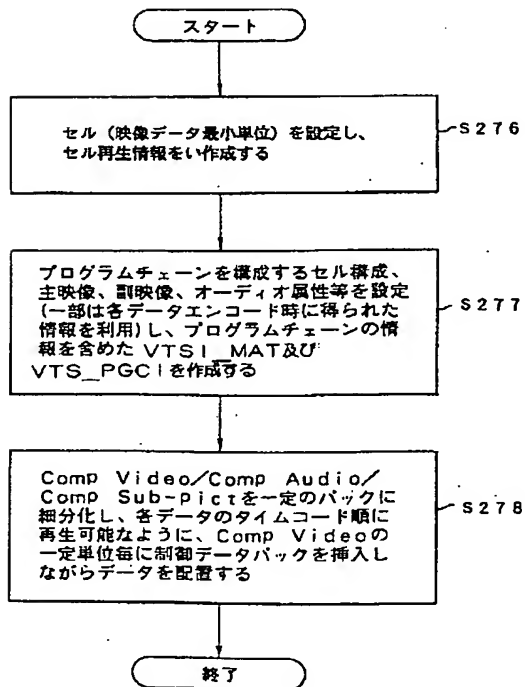 スタート
セル（映像データ最小単位）を設定し、
セル再生情報をい作成する
S276
プログラムチェーンを構成するセル構成、
主映像、副映像、オーディオ属性等を設定
(一部は各データエンコード時に得られた
情報を利用)し、プログラムチェーンの情
報を含めたVTSI_MAT及び
VTS_PGCIを作成する
S277
Comp Video/Comp Audio/
Comp Sub-pictを一定のパックに
細分化し、各データのタイムコード順に
再生可能なように、Comp Videoの
一定単位毎に制御データパックを挿入し
ながらデータを配置する
S278
終了